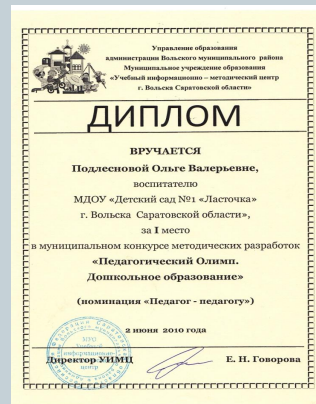 Управление образования
администрации Вольского муниципального района
Муниципальное учреждение образования
«Учебный информационно – методический центр
г. Вольска Саратовской области»
ДИПЛОМ
ВРУЧАЕТСЯ
Подлесновой Ольге Валерьевне,
воспитателю
МДОУ «Детский сад №1 «Ласточка»
г. Вольска Саратовской области»,
за I место
в муниципальном конкурсе методических разработок
«Педагогический Олимп.
Дошкольное образование»
(номинация «Педагог - педагогу»)
2 июня 2010 года
Директор УИМЦ Е. Н. Говорова